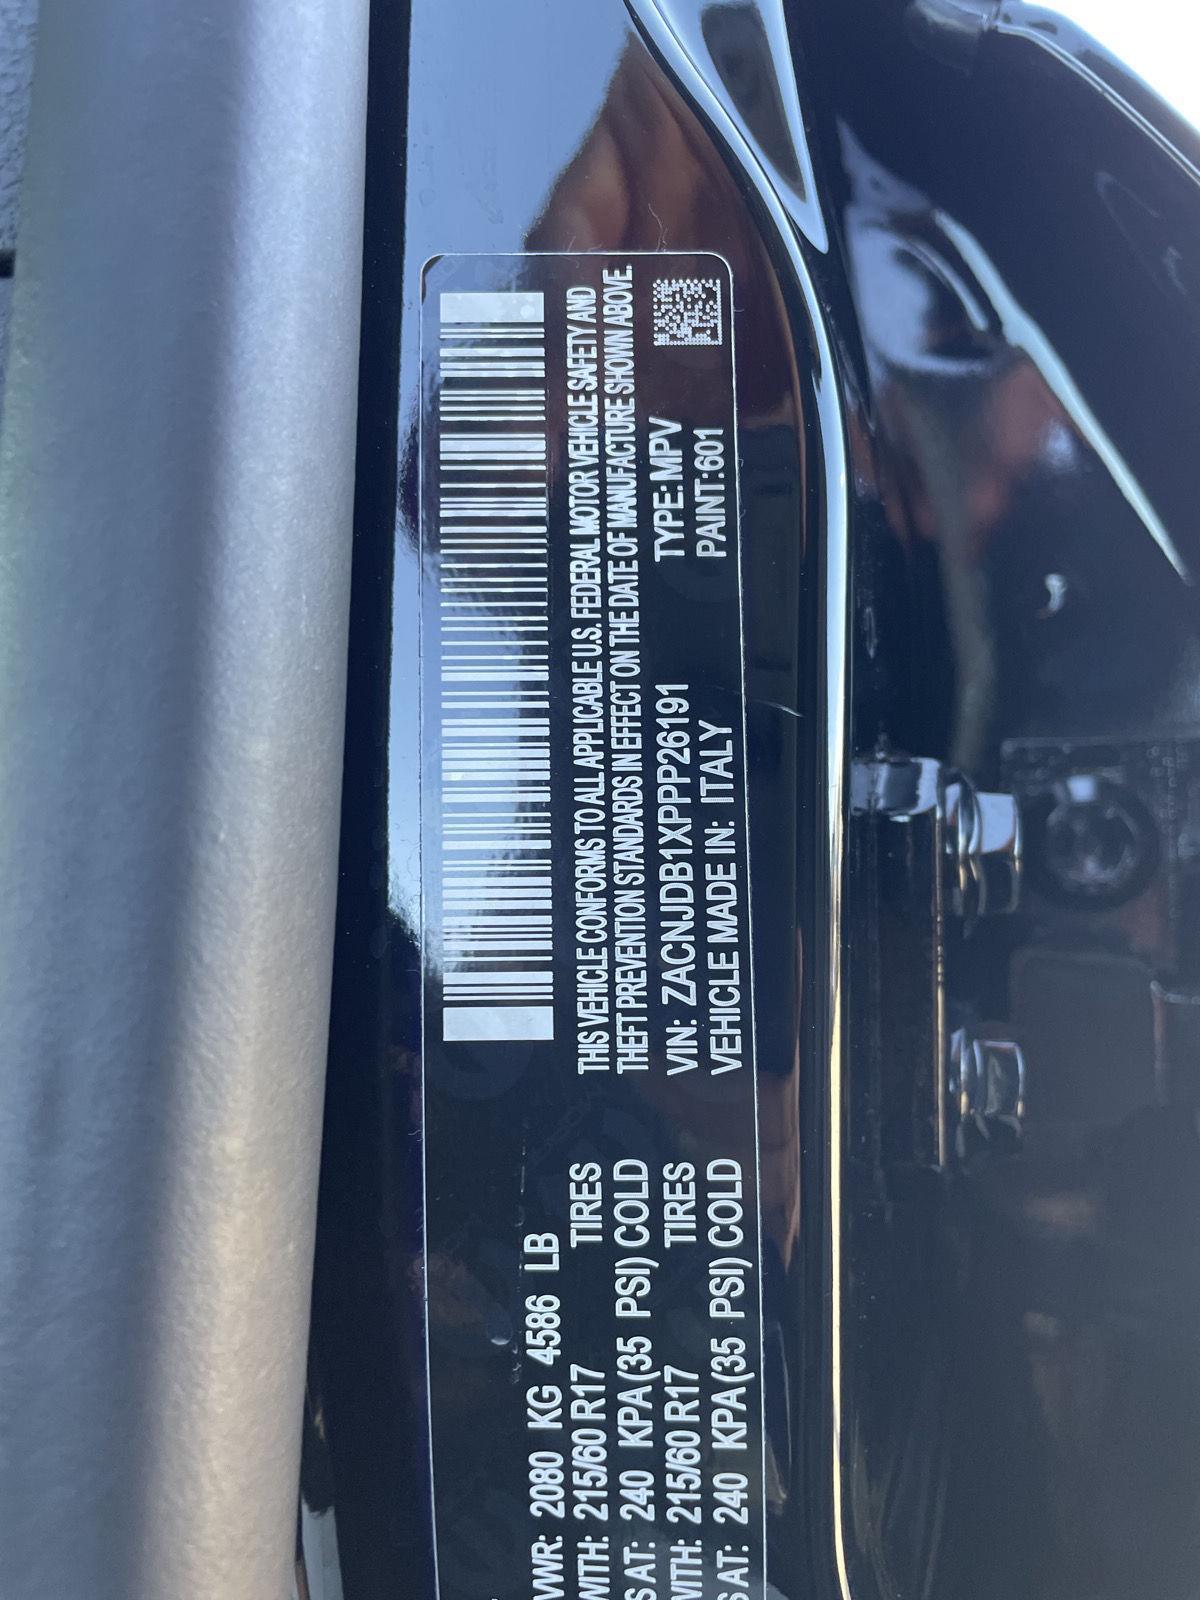 VWR: 2080 KG 4586 LB
WITH: 215/60 R17 TIRES
S AT: 240 KPA(35 PSI) COLD
WITH: 215/60 R17 TIRES
S AT: 240 KPA(35 PSI) COLD
THIS VEHICLE CONFORMS TO ALL APPLICABLE U.S. FEDERAL MOTOR VEHICLE SAFETY AND
THEFT PREVENTION STANDARDS IN EFFECT ON THE DATE OF MANUFACTURE SHOWN ABOVE.
VIN: ZACNJDB1XPPP26191 TYPE: MPV
VEHICLE MADE IN: ITALY PAINT:601